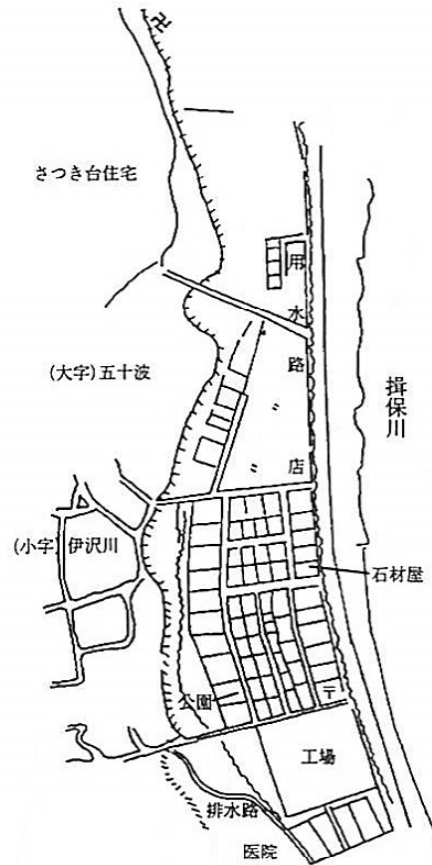 卍
さつき台住宅
用水路
(大字)五十波
揖保川
店
(小字)伊沢川
石材屋
公園
〒
工場
排水路
医院